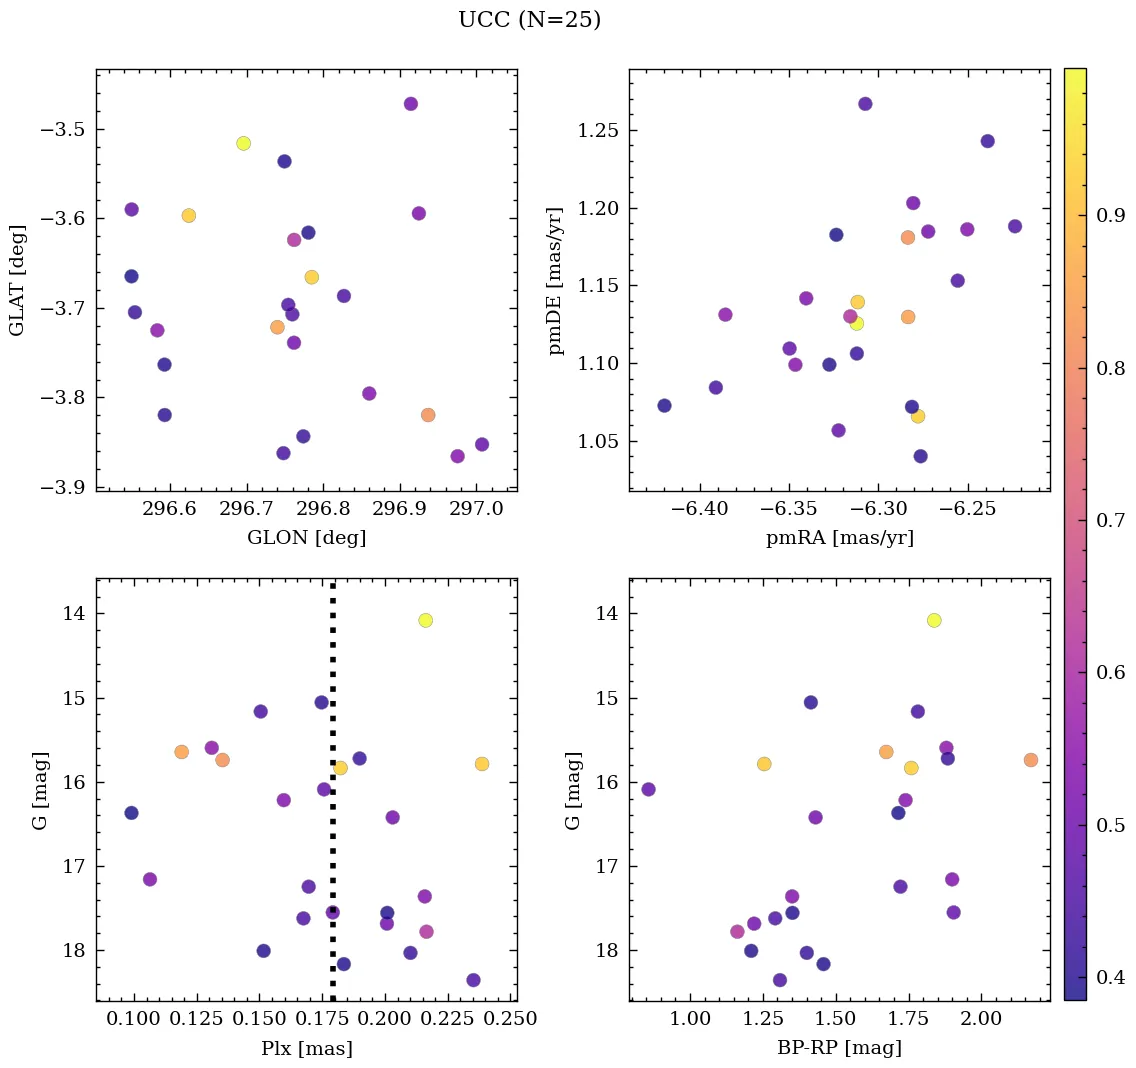 UCC (N=25)
−3.5
−3.6
−3.7
−3.8
−3.9
GLAT [deg]
296.6 296.7 296.8 296.9 297.0
GLON [deg]
1.25
1.20
1.15
1.10
1.05
pmDE [mas/yr]
−6.40 −6.35 −6.30 −6.25
pmRA [mas/yr]
14
15
16
17
18
G [mag]
0.100 0.125 0.150 0.175 0.200 0.225 0.250
Plx [mas]
14
15
16
17
18
G [mag]
1.00 1.25 1.50 1.75 2.00
BP-RP [mag]
0.9
0.8
0.7
0.6
0.5
0.4